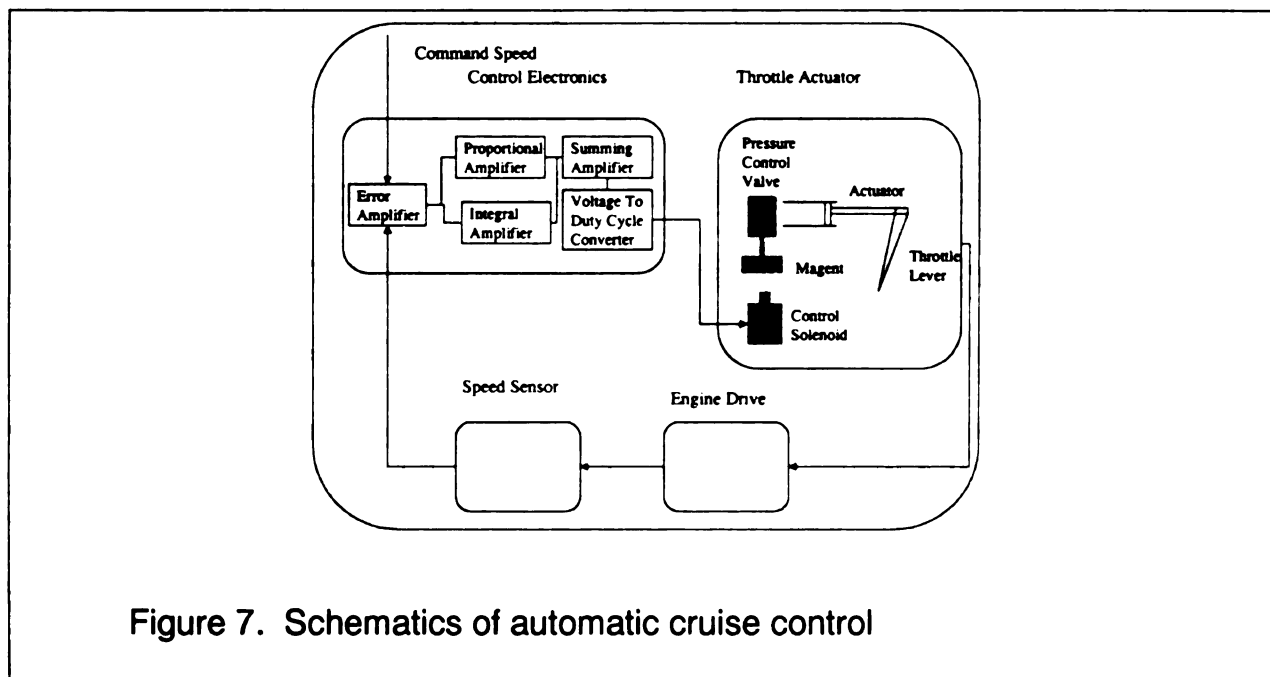 Command Speed
Control Electronics
Throttle Actuator
Error
Amplifier
Proportional
Amplifier
Integral
Amplifier
Summing
Amplifier
Voltage To
Duty Cycle
Converter
Pressure
Control
Valve
Actuator
Throttle
Lever
Magent
Control
Solenoid
Speed Sensor
Engine Drive
Figure 7. Schematics of automatic cruise control